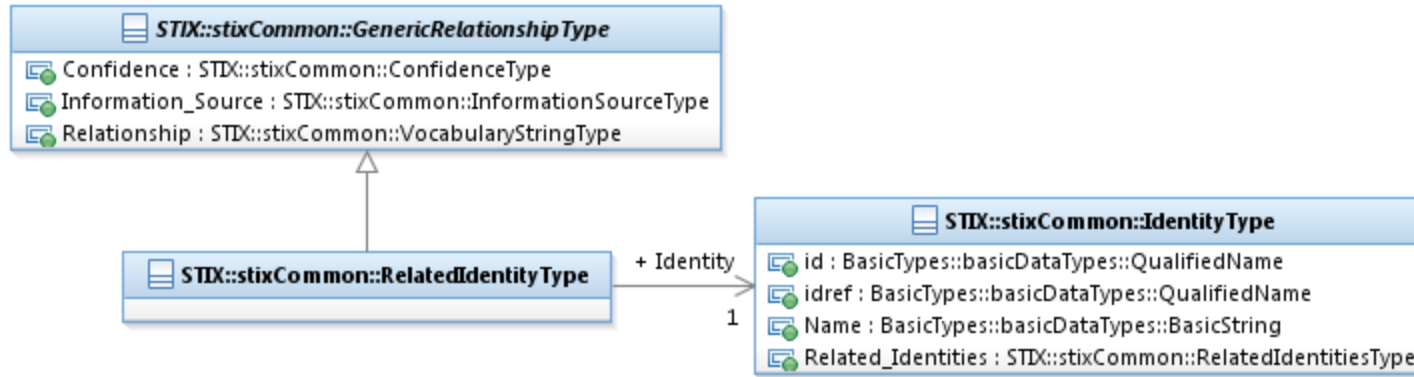 STIX::stixCommon::GenericRelationshipType
Confidence : STIX::stixCommon::ConfidenceType
Information_Source : STIX::stixCommon::InformationSourceType
Relationship : STIX::stixCommon::VocabularyStringType
STIX::stixCommon::RelatedIdentityType
+ Identity
1
STIX::stixCommon::IdentityType
id : BasicTypes::basicDataTypes::QualifiedName
idref : BasicTypes::basicDataTypes::QualifiedName
Name : BasicTypes::basicDataTypes::BasicString
Related_Identities : STIX::stixCommon::RelatedIdentitiesType